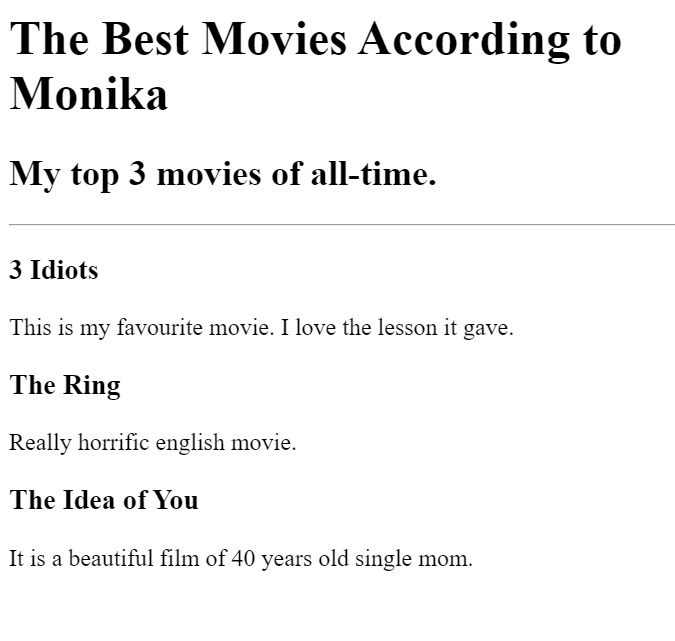 The Best Movies According to
Monika
My top 3 movies of all-time.
3 Idiots
This is my favourite movie. I love the lesson it gave.
The Ring
Really horrific english movie.
The Idea of You
It is a beautiful film of 40 years old single mom.